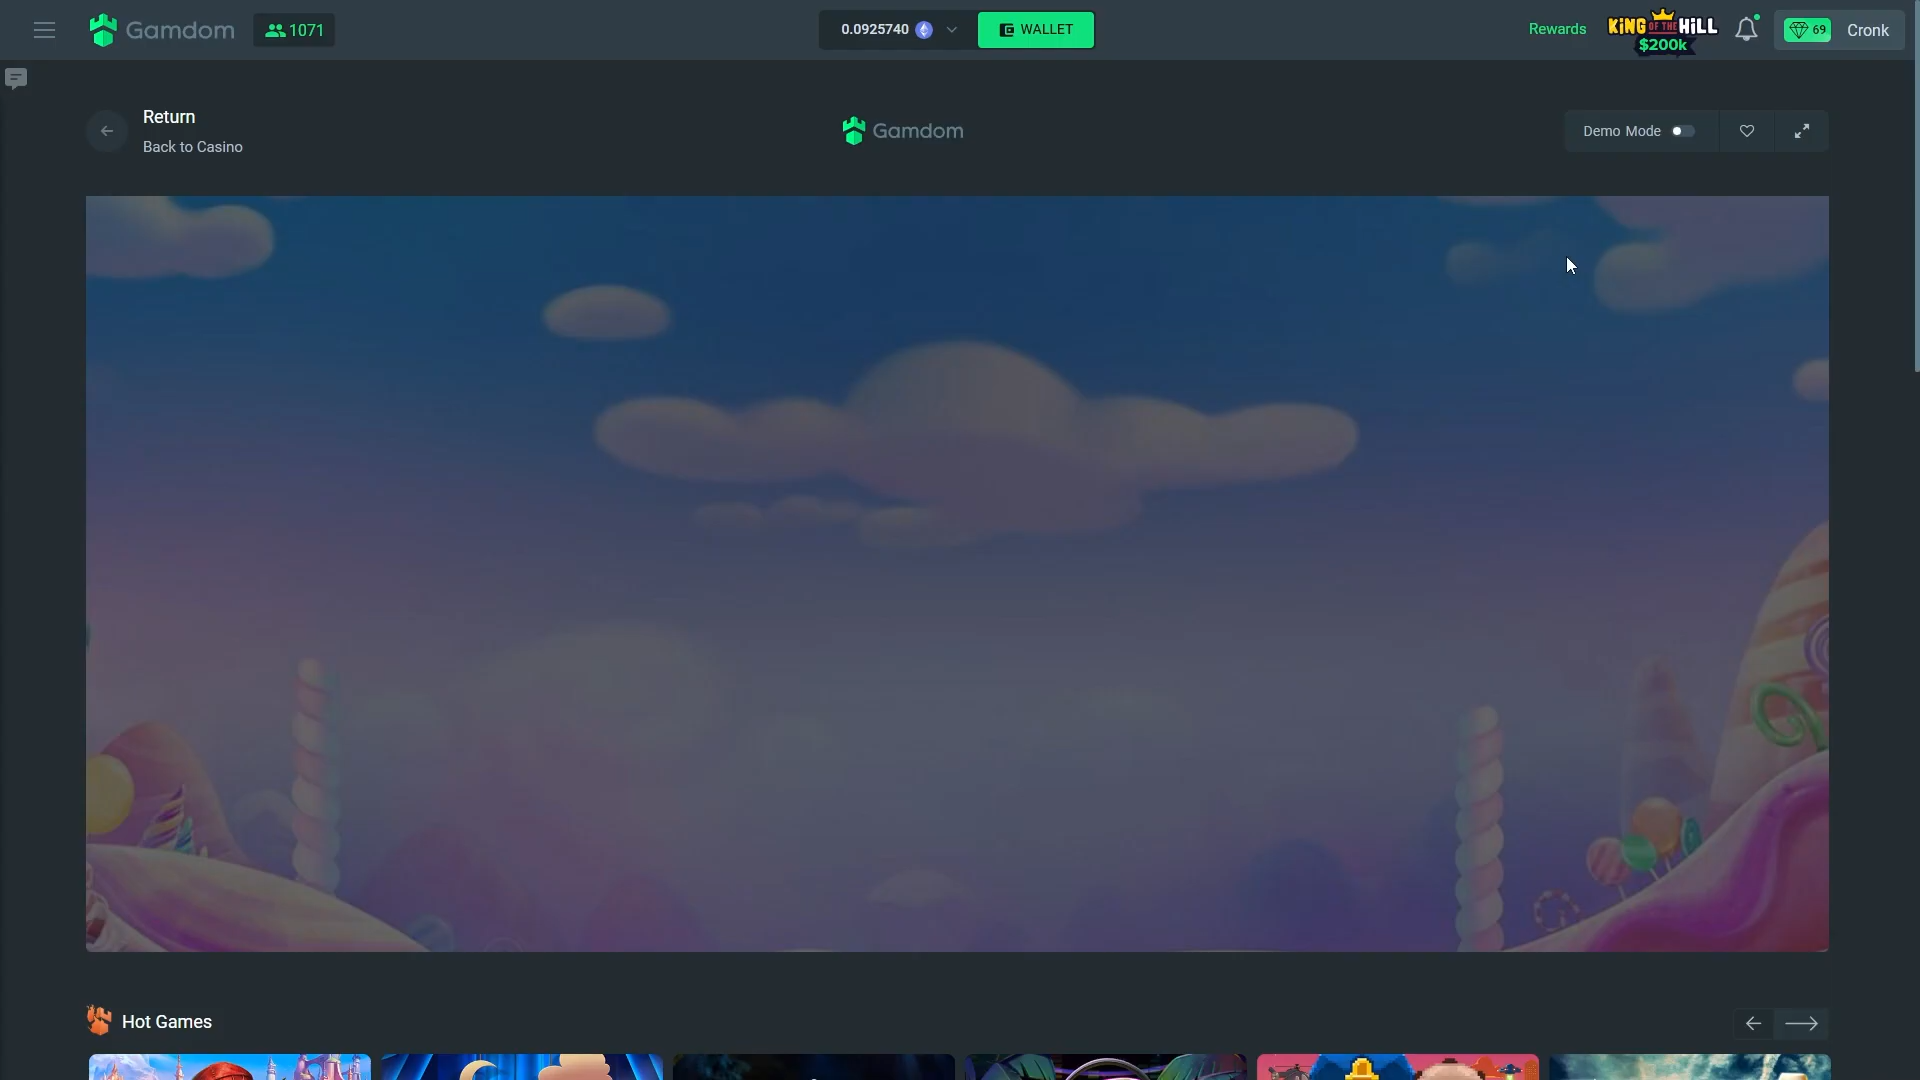 Gamdom
1071
0.0925740
WALLET
Rewards
KING OF THE HILL
$200k
69
Cronk
Return
Back to Casino
Gamdom
Demo Mode
Hot Games